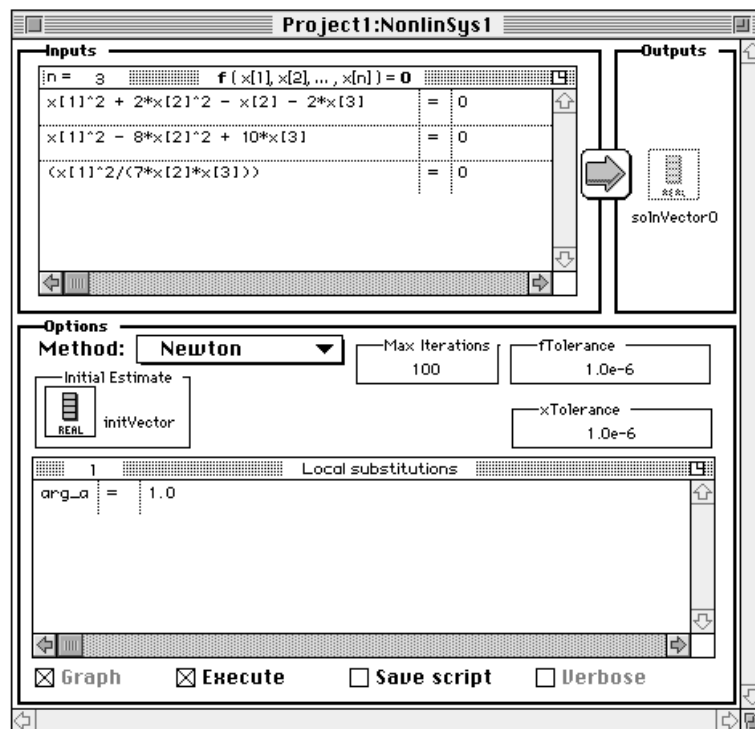 Project1:NonlinSys1
Inputs
n = 3 f ( x[1], x[2], ... , x[n] ) = 0
x[1]^2 + 2*x[2]^2 - x[2] - 2*x[3] = 0
x[1]^2 - 8*x[2]^2 + 10*x[3] = 0
(x[1]^2/(7*x[2]*x[3])) = 0
Outputs
REAL
solnVector0
Options
Method: Newton
Max Iterations
100
fTolerance
1.0e-6
Initial Estimate
REAL initVector
xTolerance
1.0e-6
1 Local substitutions
arg_a = 1.0
Graph Execute Save script Verbose